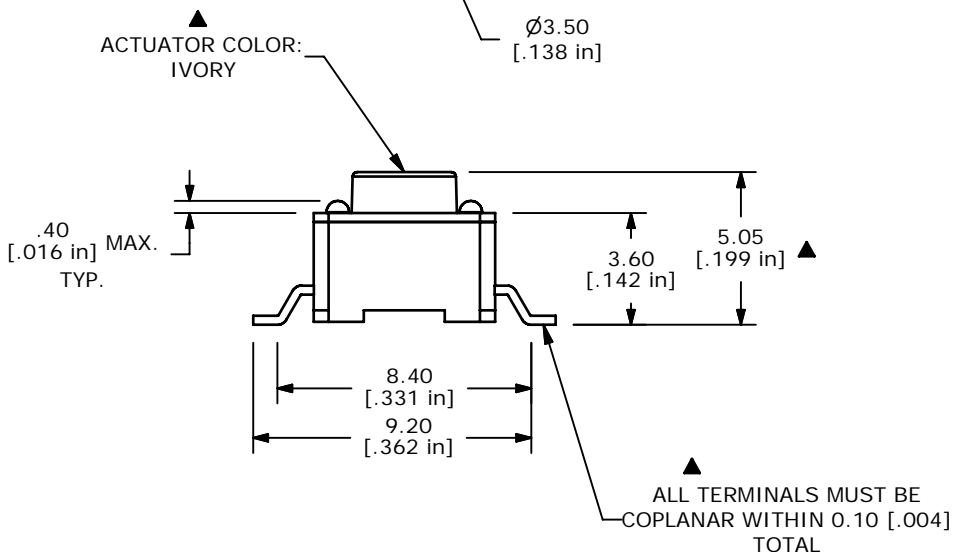 Ø3.50
[.138 in]
ACTUATOR COLOR:
IVORY
.40
[.016 in] MAX.
TYP.
5.05
[.199 in]
3.60
[.142 in]
8.40
[.331 in]
9.20
[.362 in]
ALL TERMINALS MUST BE
COPLANAR WITHIN 0.10 [.004]
TOTAL